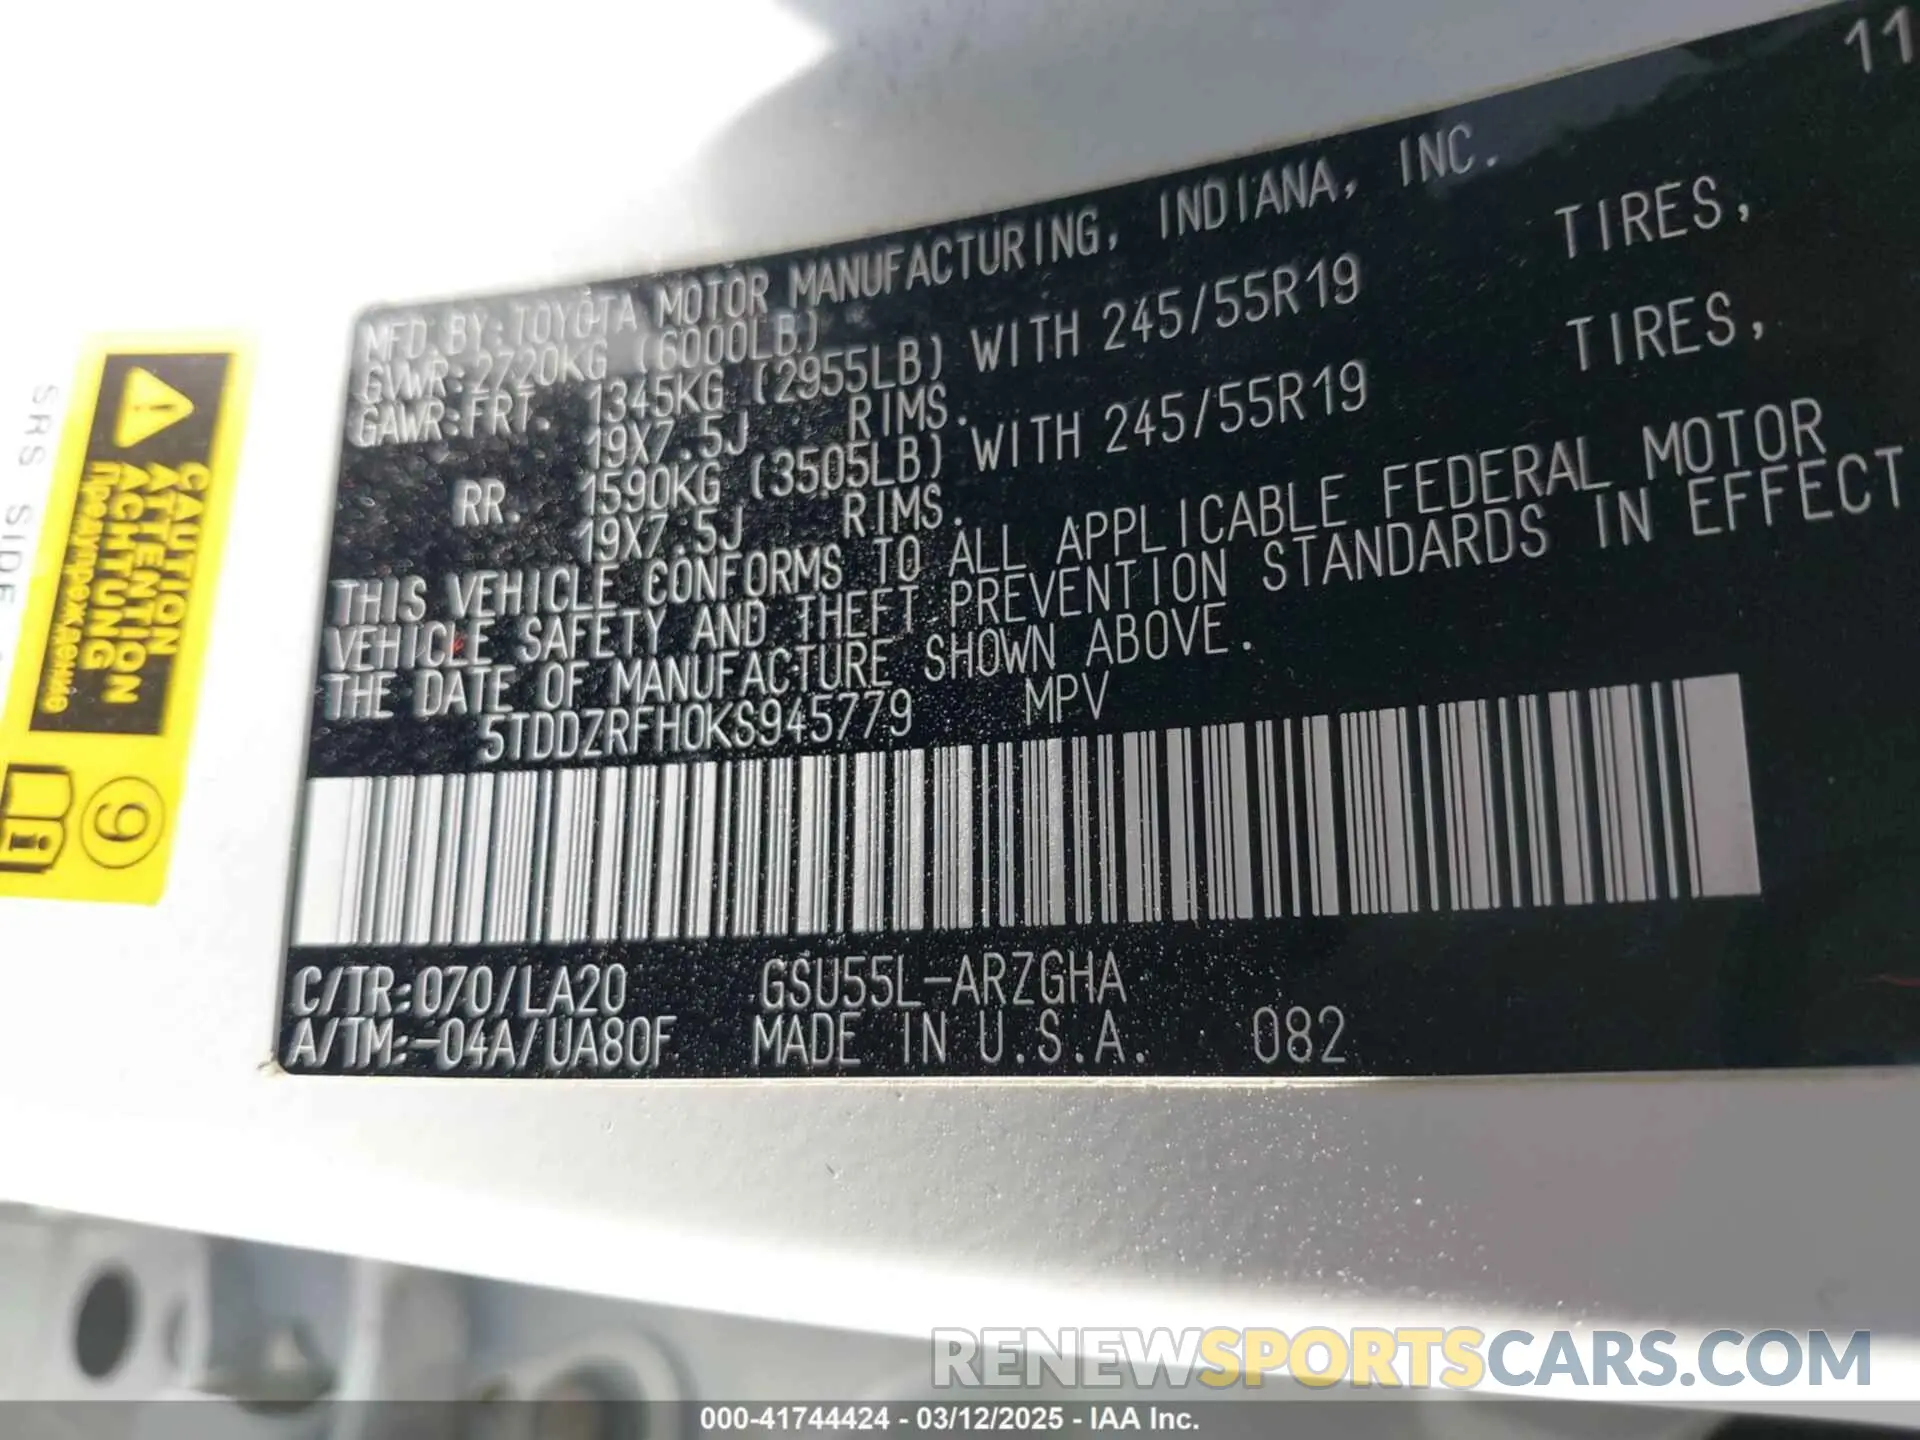 11
MFD. BY: TOYOTA MOTOR MANUFACTURING, INDIANA, INC.
GVWR: 2720KG (6000LB)
GAWR: FRT. 1345KG (2955LB) WITH 245/55R19 TIRES,
19X7.5J RIMS.
RR. 1590KG (3505LB) WITH 245/55R19 TIRES,
19X7.5J RIMS.
THIS VEHICLE CONFORMS TO ALL APPLICABLE FEDERAL MOTOR
VEHICLE SAFETY AND THEFT PREVENTION STANDARDS IN EFFECT
THE DATE OF MANUFACTURE SHOWN ABOVE.
5TDDZRFH0KS945779 MPV
C/TR: 070/LA20 GSU55L-ARZGHA
A/TM: -04A/UA80F MADE IN U.S.A. 082
SRS SIDE
CAUTION
ATTENTION
ACHTUNG
Предупреждение
9
i
RENEWSPORTSCARS.COM
000-41744424 - 03/12/2025 - IAA Inc.